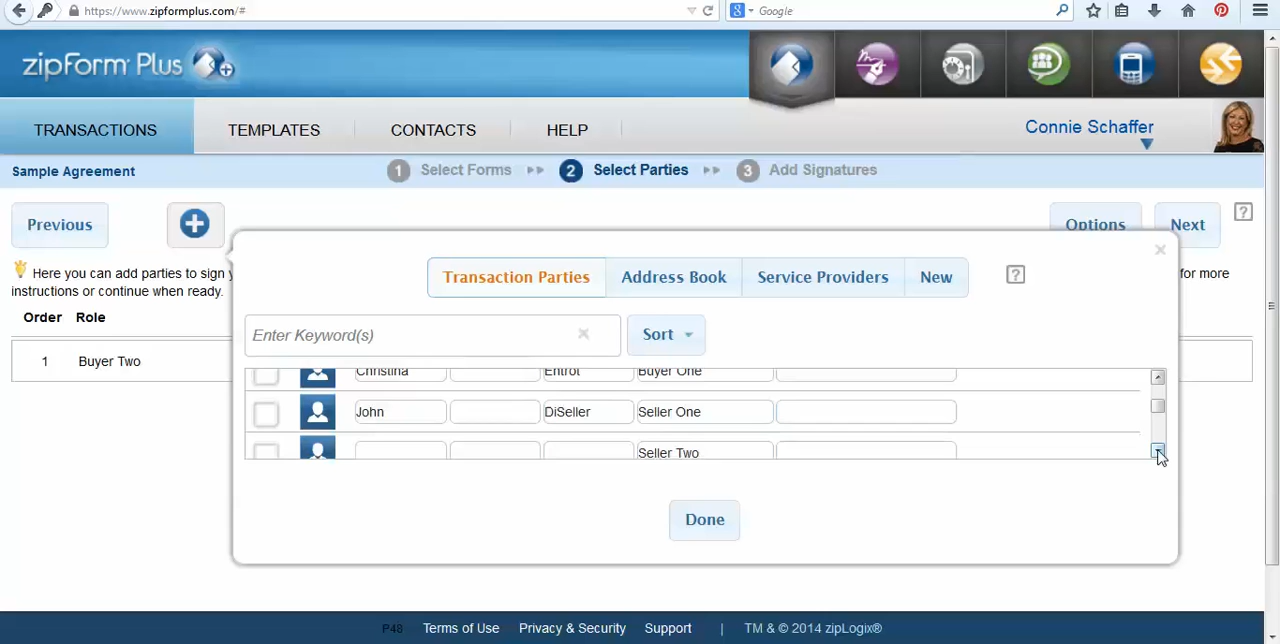 https://www.zipformplus.com/#
Google
zipForm Plus
TRANSACTIONS
TEMPLATES
CONTACTS
HELP
Connie Schaffer
Sample Agreement
1 Select Forms
2 Select Parties
3 Add Signatures
Previous
Options
Next
?
Here you can add parties to sign y
for more
instructions or continue when ready.
Order Role
1 Buyer Two
Transaction Parties
Address Book
Service Providers
New
?
Enter Keyword(s)
Sort
Christina Entrot Buyer One
John DiSeller Seller One
Seller Two
Done
P48 Terms of Use Privacy & Security Support | TM & © 2014 zipLogix®